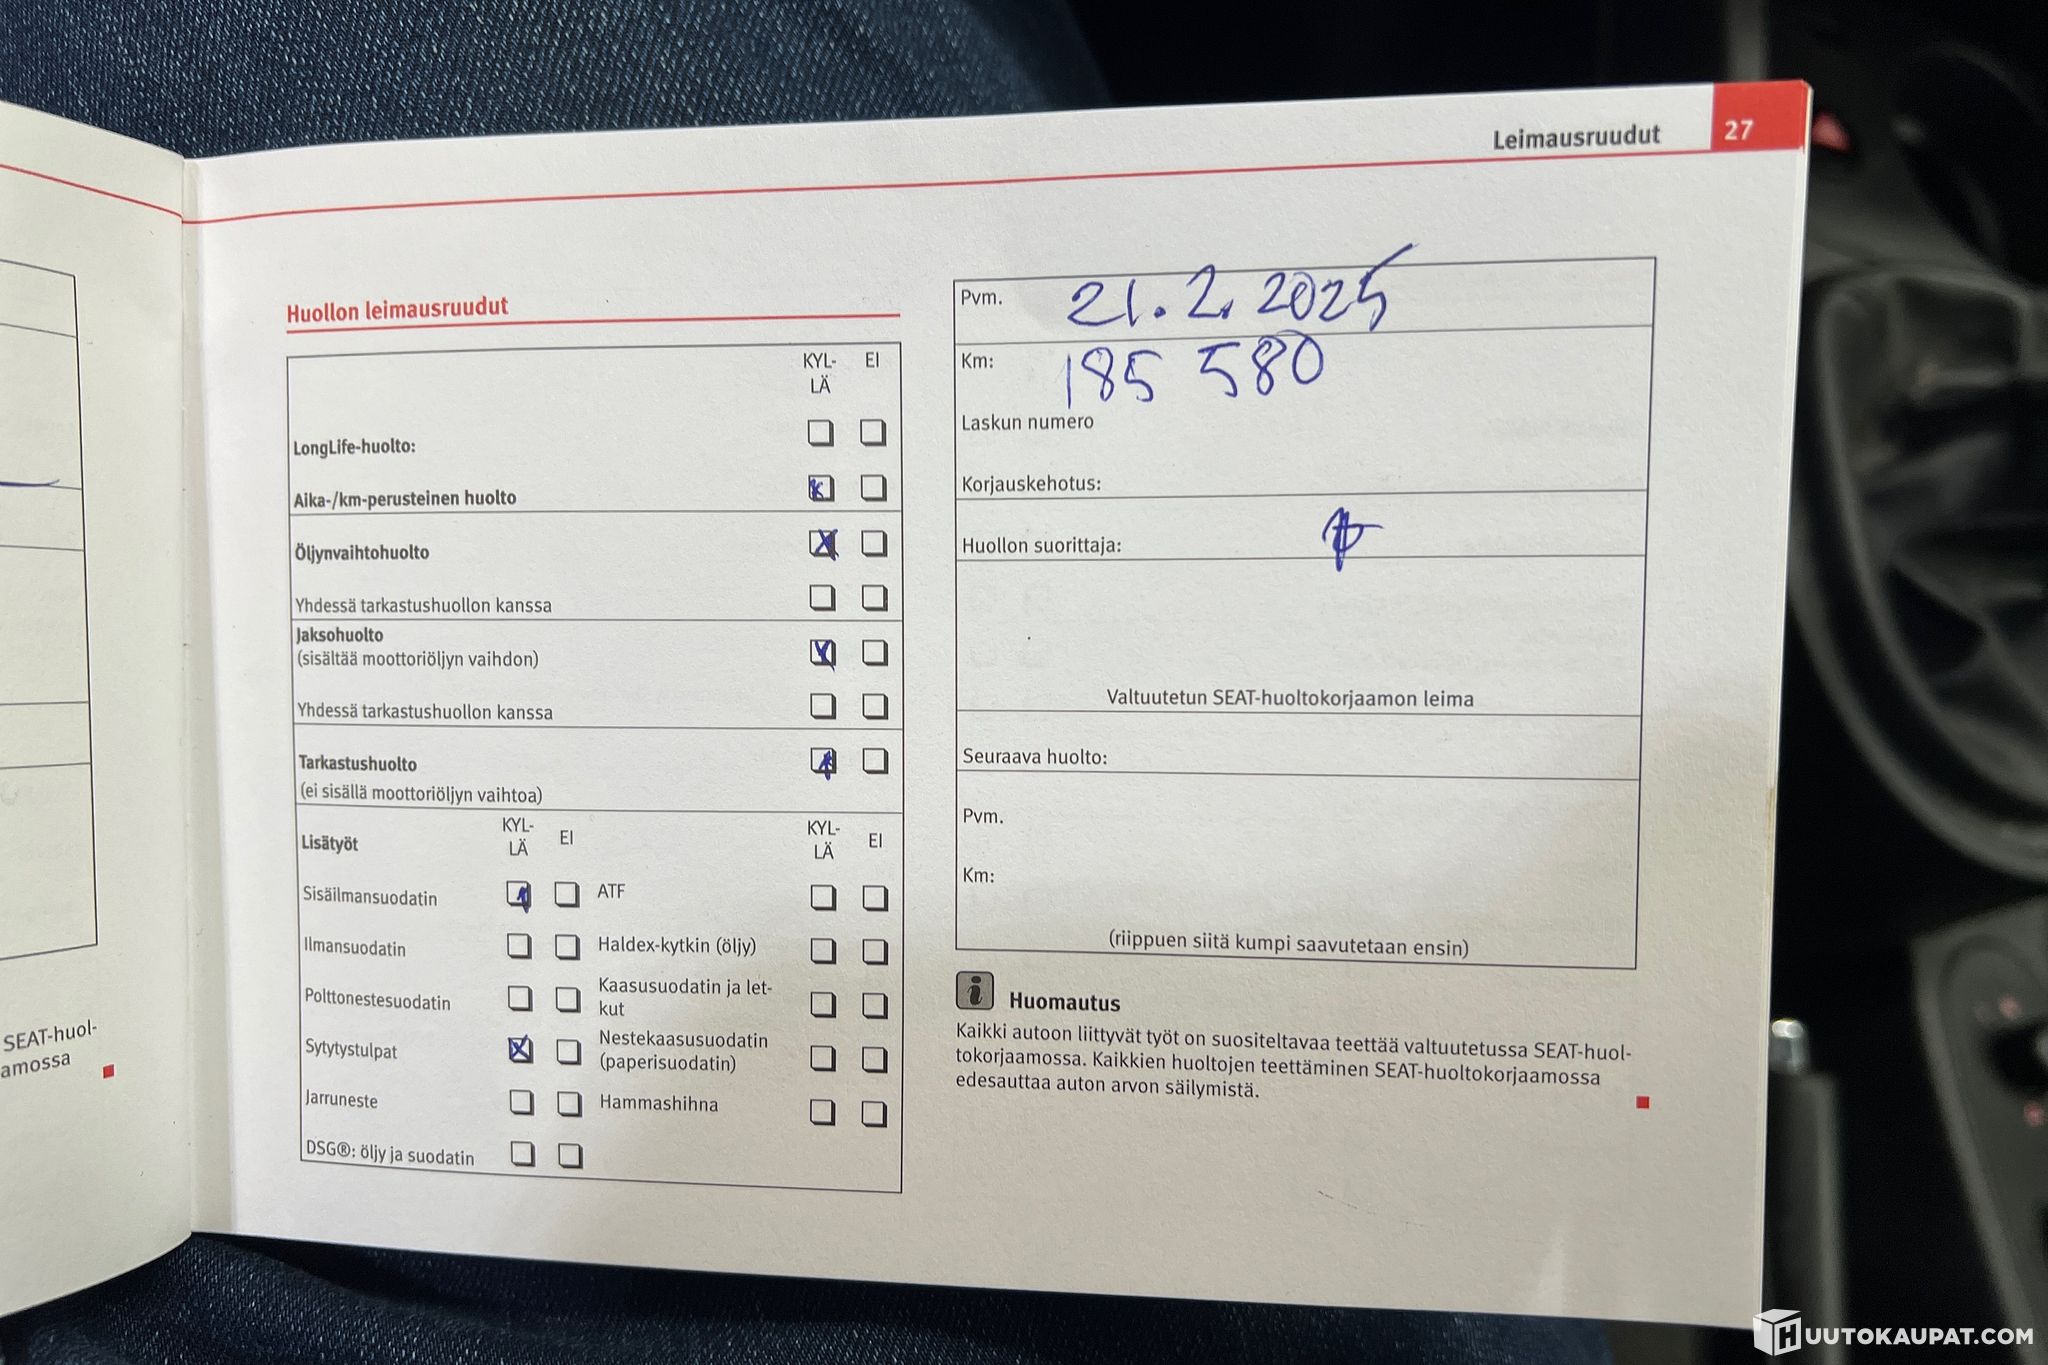 Leimausruudut 27
SEAT-huol-
amossa
Huollon leimausruudut
KYL-
LÄ
EI
LongLife-huolto:
Aika-/km-perusteinen huolto
Öljynvaihtohuolto
Yhdessä tarkastushuollon kanssa
Jaksohuolto
(sisältää moottoriöljyn vaihdon)
Yhdessä tarkastushuollon kanssa
Tarkastushuolto
(ei sisällä moottoriöljyn vaihtoa)
Lisätyöt
KYL-
LÄ
EI
KYL-
LÄ
EI
Sisäilmansuodatin
ATF
Ilmansuodatin
Haldex-kytkin (öljy)
Polttonestesuodatin
Kaasusuodatin ja let-
kut
Sytytystulpat
Nestekaasusuodatin
(paperisuodatin)
Jarruneste
Hammashihna
DSG®: öljy ja suodatin
Pvm. 21.2.2025
Km: 185 580
Laskun numero
Korjauskehotus:
Huollon suorittaja:
Valtuutetun SEAT-huoltokorjaamon leima
Seuraava huolto:
Pvm.
Km:
(riippuen siitä kumpi saavutetaan ensin)
i Huomautus
Kaikki autoon liittyvät työt on suositeltavaa teettää valtuutetussa SEAT-huol-
tokorjaamossa. Kaikkien huoltojen teettäminen SEAT-huoltokorjaamossa
edesauttaa auton arvon säilymistä.
HUUTOKAUPAT.COM